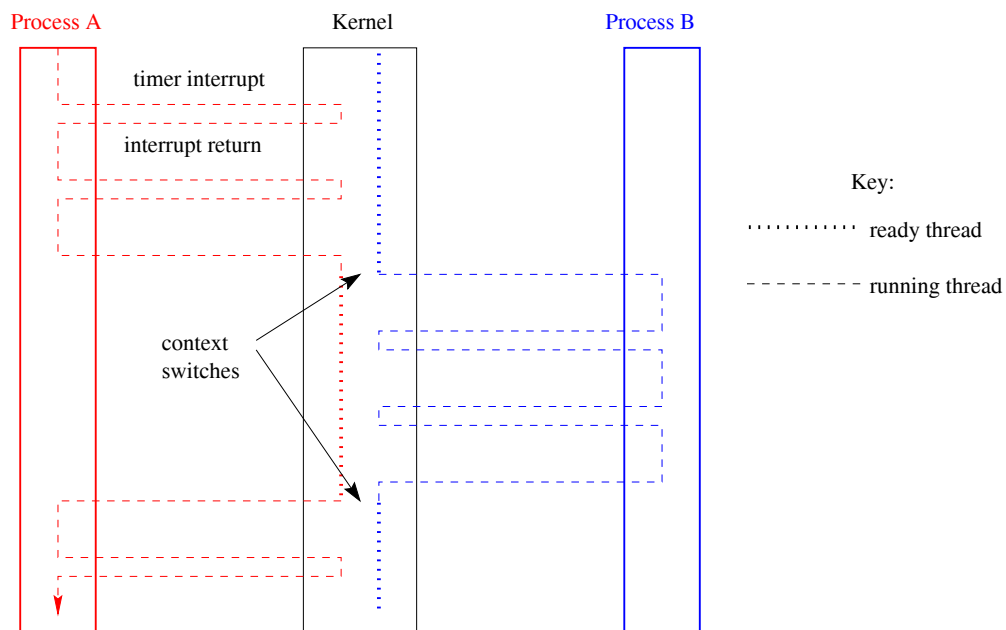 Process A
Kernel
Process B
timer interrupt
interrupt return
Key:
ready thread
running thread
context
switches